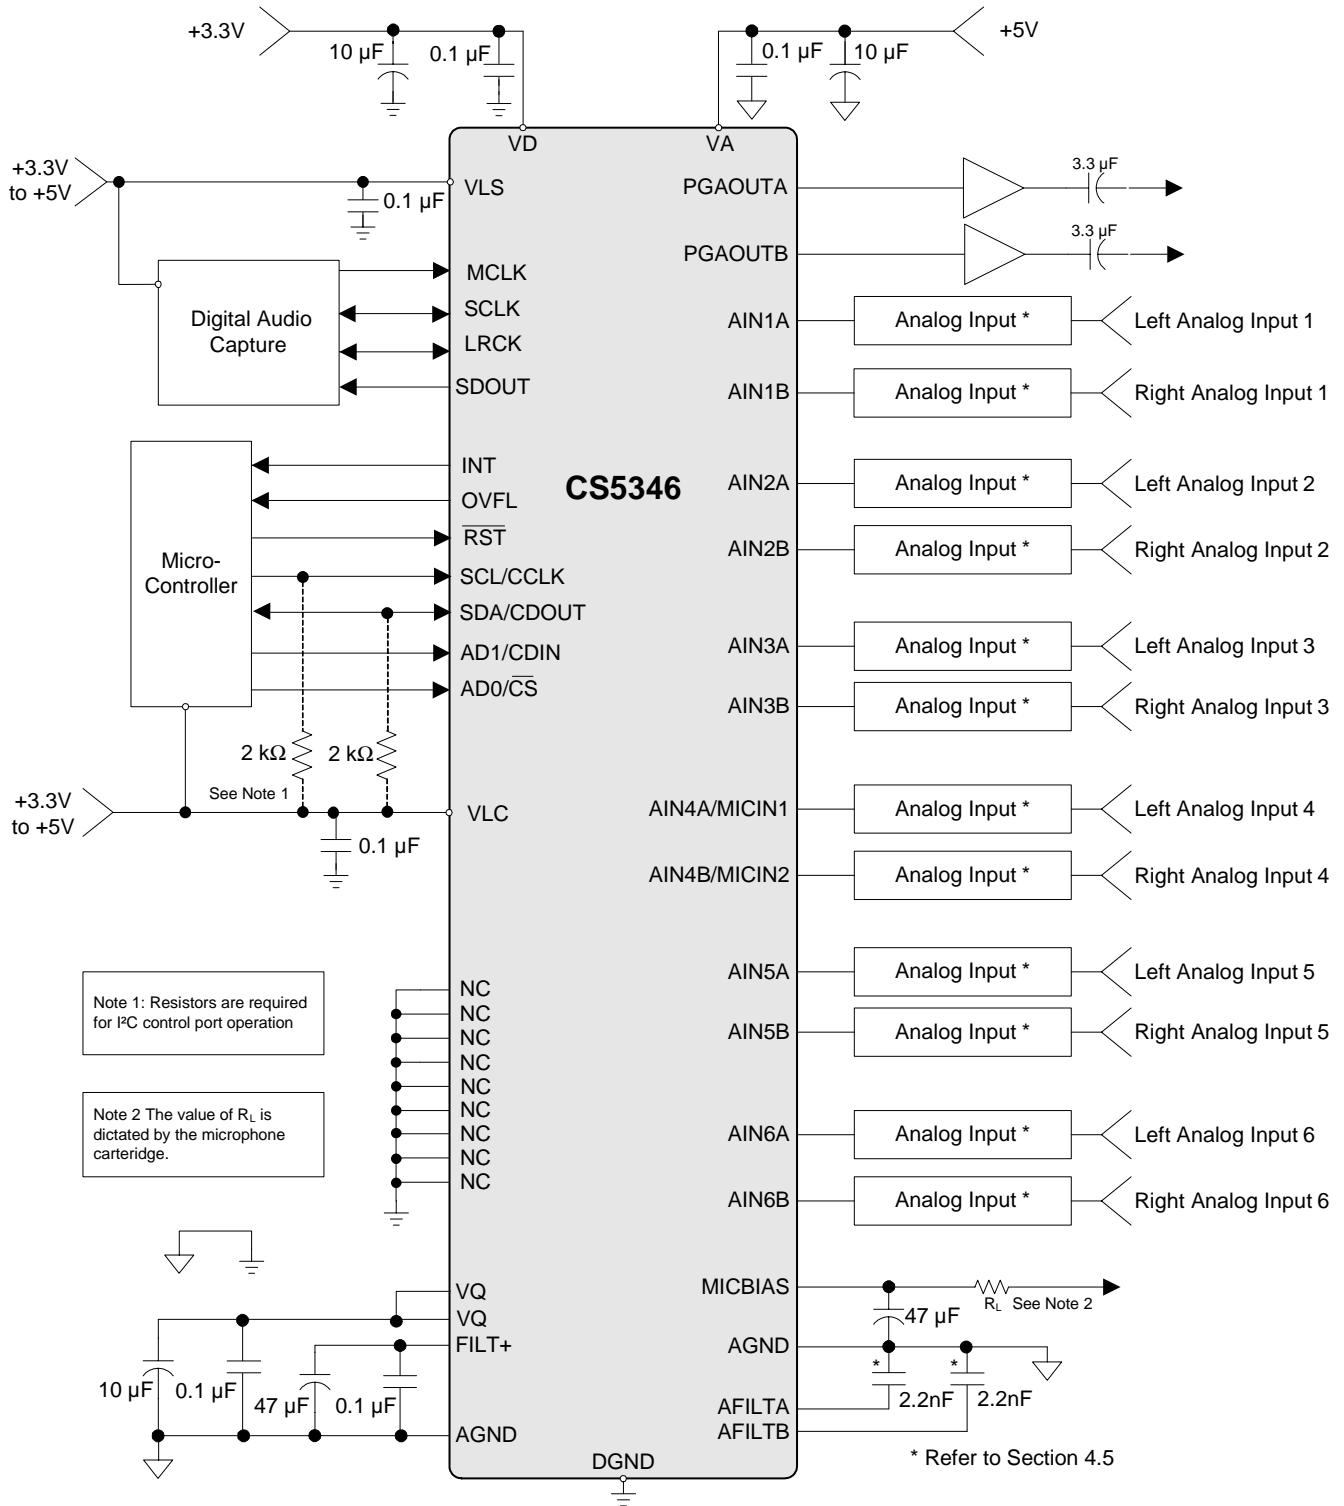 +3.3V
10 µF
0.1 µF
0.1 µF
10 µF
+5V
VD
VA
+3.3V
to +5V
0.1 µF
VLS
PGAOUTA
3.3 µF
PGAOUTB
3.3 µF
Digital Audio
Capture
MCLK
SCLK
LRCK
SDOUT
AIN1A
Analog Input *
Left Analog Input 1
AIN1B
Analog Input *
Right Analog Input 1
CS5346
Micro-
Controller
INT
OVFL
RST
SCL/CCLK
SDA/CDOUT
AD1/CDIN
AD0/CS
AIN2A
Analog Input *
Left Analog Input 2
AIN2B
Analog Input *
Right Analog Input 2
AIN3A
Analog Input *
Left Analog Input 3
AIN3B
Analog Input *
Right Analog Input 3
2 kΩ
2 kΩ
See Note 1
+3.3V
to +5V
0.1 µF
VLC
AIN4A/MICIN1
Analog Input *
Left Analog Input 4
AIN4B/MICIN2
Analog Input *
Right Analog Input 4
AIN5A
Analog Input *
Left Analog Input 5
AIN5B
Analog Input *
Right Analog Input 5
Note 1: Resistors are required
for I²C control port operation
Note 2 The value of RL is
dictated by the microphone
carteridge.
NC
NC
NC
NC
NC
NC
NC
NC
NC
AIN6A
Analog Input *
Left Analog Input 6
AIN6B
Analog Input *
Right Analog Input 6
VQ
VQ
FILT+
10 µF
0.1 µF
47 µF
0.1 µF
AGND
MICBIAS
RL See Note 2
47 µF
AGND
*
*
2.2nF
2.2nF
AFILTA
AFILTB
DGND
* Refer to Section 4.5